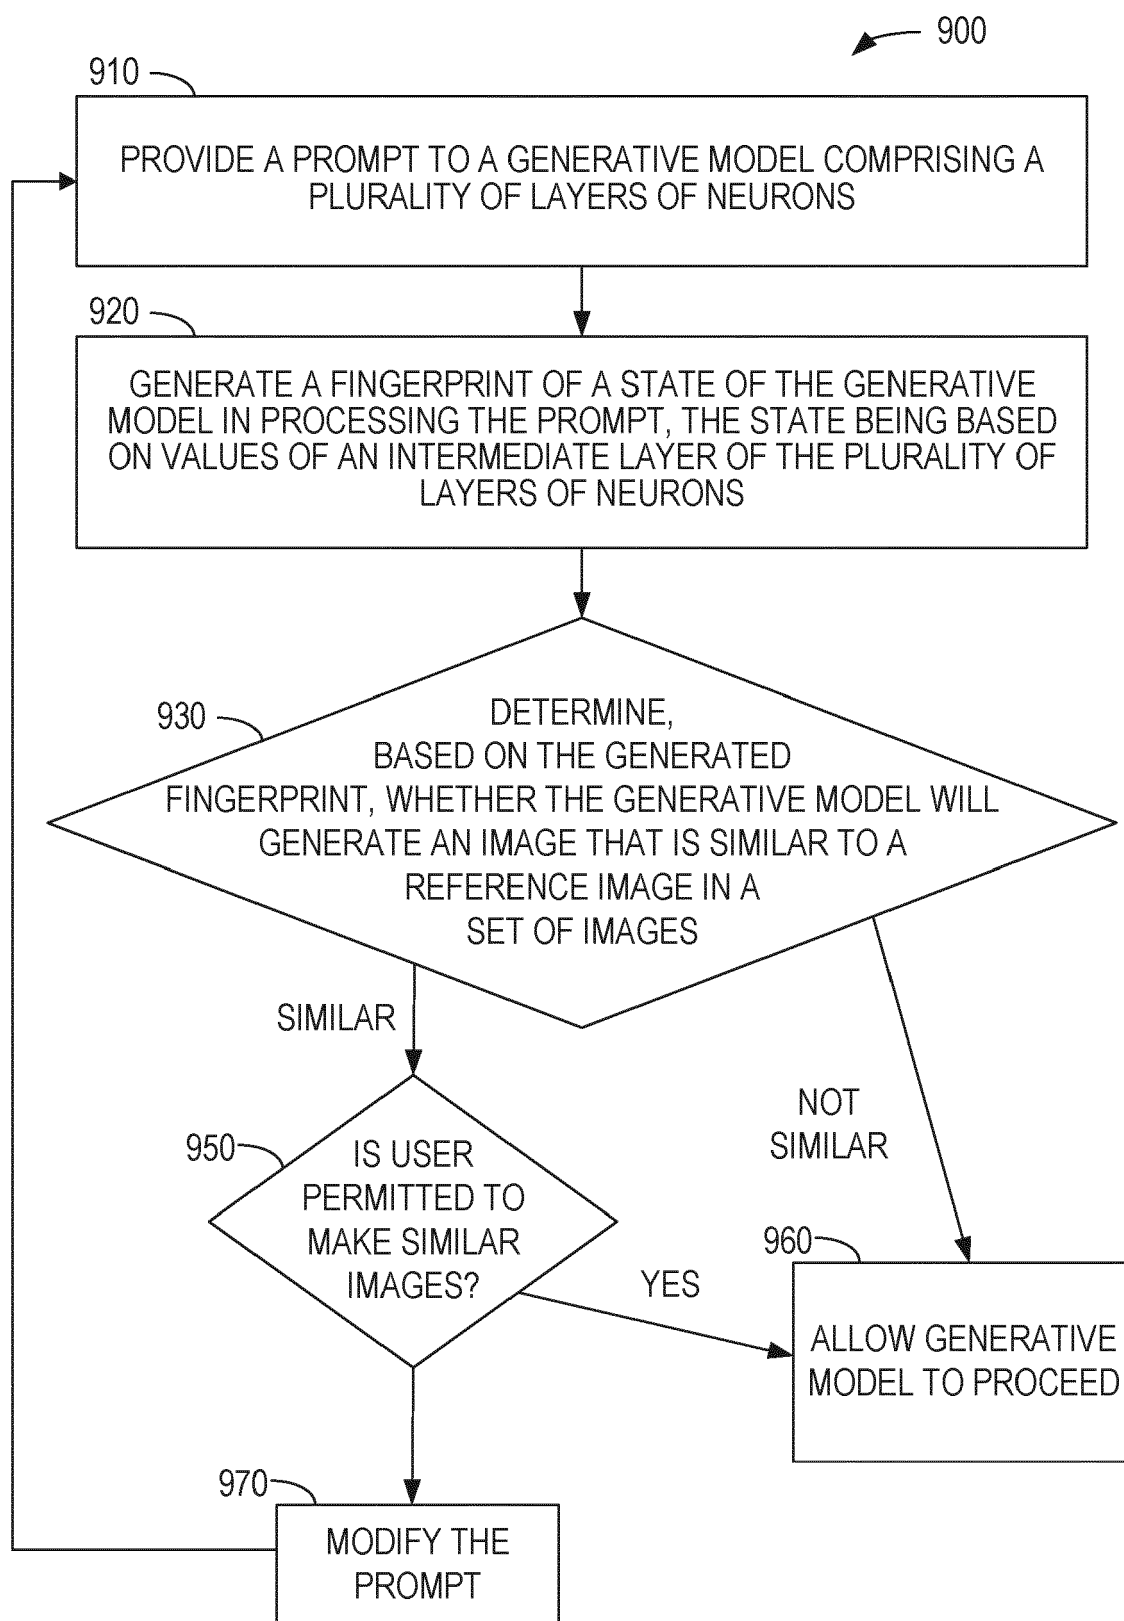 900
910
PROVIDE A PROMPT TO A GENERATIVE MODEL COMPRISING A
PLURALITY OF LAYERS OF NEURONS
920
GENERATE A FINGERPRINT OF A STATE OF THE GENERATIVE
MODEL IN PROCESSING THE PROMPT, THE STATE BEING BASED
ON VALUES OF AN INTERMEDIATE LAYER OF THE PLURALITY OF
LAYERS OF NEURONS
930
DETERMINE,
BASED ON THE GENERATED
FINGERPRINT, WHETHER THE GENERATIVE MODEL WILL
GENERATE AN IMAGE THAT IS SIMILAR TO A
REFERENCE IMAGE IN A
SET OF IMAGES
SIMILAR
NOT
SIMILAR
950
IS USER
PERMITTED TO
MAKE SIMILAR
IMAGES?
YES
960
ALLOW GENERATIVE
MODEL TO PROCEED
970
MODIFY THE
PROMPT